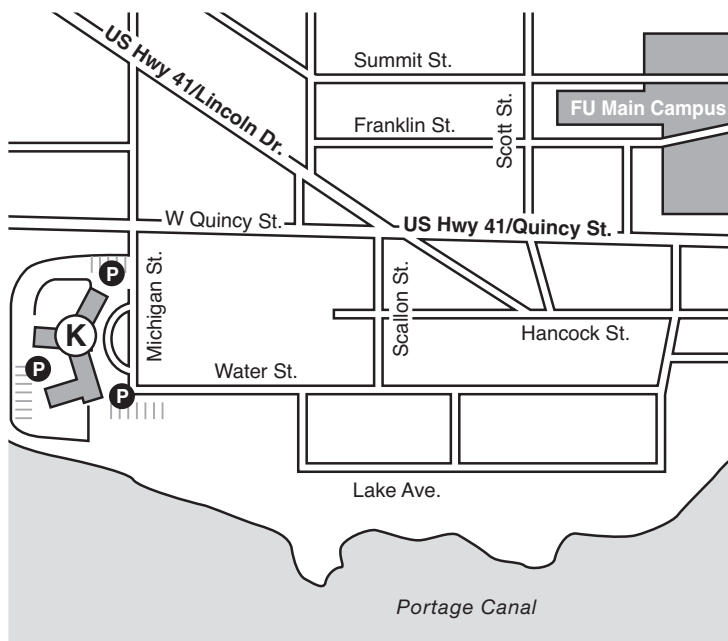 US Hwy 41/Lincoln Dr.
Summit St.
Scott St.
FU Main Campus
Franklin St.
W Quincy St.
US Hwy 41/Quincy St.
P
Michigan St.
Scallon St.
K
Hancock St.
P
Water St.
P
Lake Ave.
Portage Canal